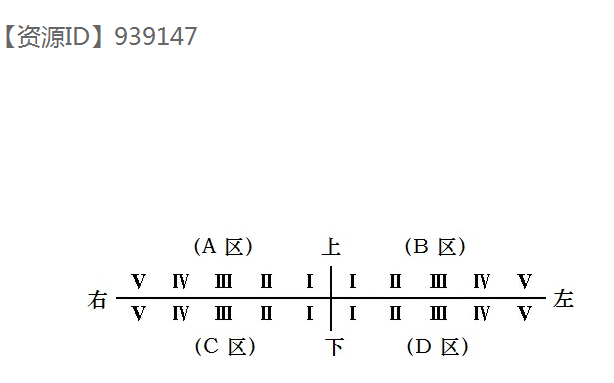 【资源ID】939147
(A 区) 上 (B 区)
Ⅴ Ⅳ Ⅲ Ⅱ Ⅰ Ⅰ Ⅱ Ⅲ Ⅳ Ⅴ
右 左
Ⅴ Ⅳ Ⅲ Ⅱ Ⅰ Ⅰ Ⅱ Ⅲ Ⅳ Ⅴ
(C 区) 下 (D 区)